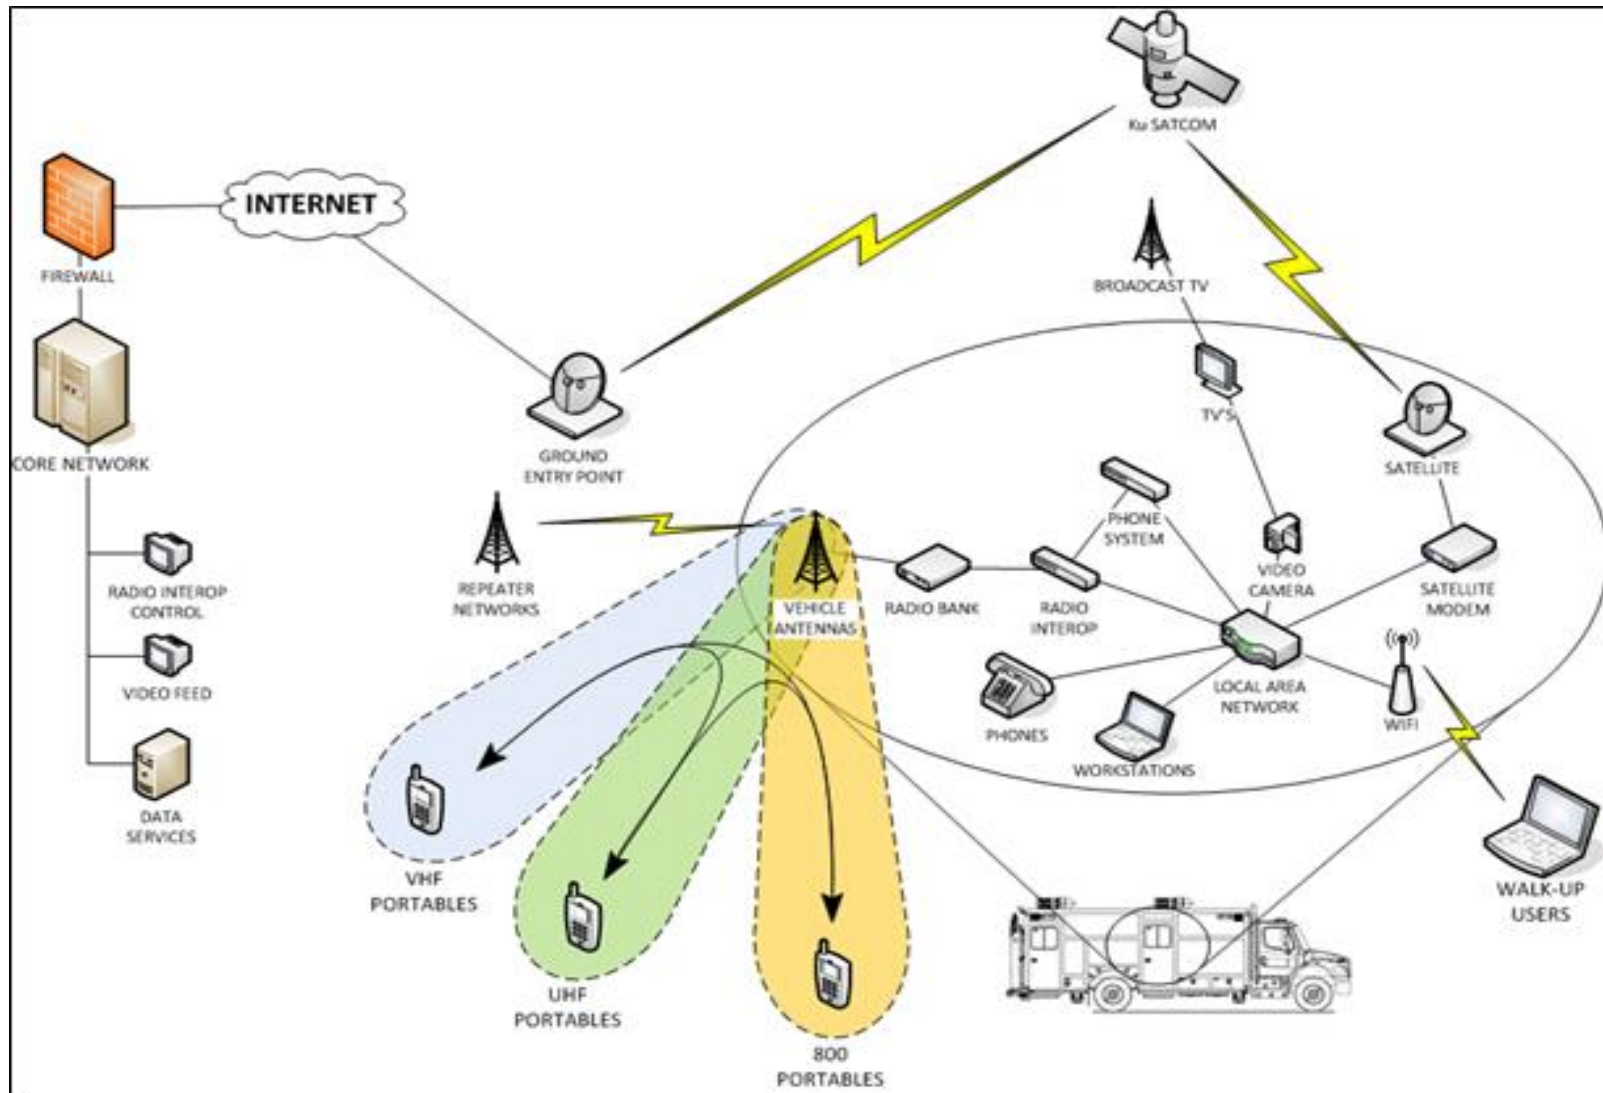 Ku SATCOM
INTERNET
FIREWALL
BROADCAST TV
TV'S
CORE NETWORK
GROUND
ENTRY POINT
SATELLITE
PHONE
SYSTEM
VIDEO
CAMERA
SATELLITE
MODEM
REPEATER
NETWORKS
VEHICLE
ANTENNAS
RADIO BANK
RADIO
INTEROP
RADIO INTEROP
CONTROL
LOCAL AREA
NETWORK
WIFI
PHONES
WORKSTATIONS
VIDEO FEED
DATA
SERVICES
VHF
PORTABLES
WALK-UP
USERS
UHF
PORTABLES
800
PORTABLES